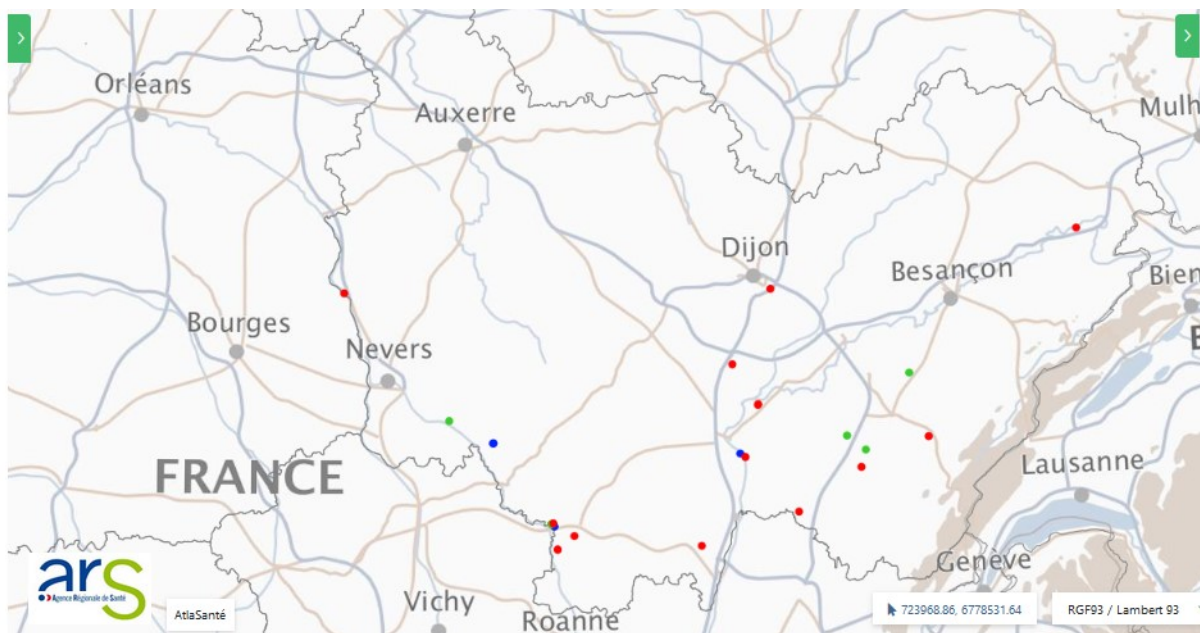 Orléans
Auxerre
Mulh
Dijon
Besançon
Bien
Bourges
Nevers
FRANCE
Lausanne
Genève
Vichy
Roanne
ars
Agence Régionale de Santé
AtlaSanté
723968.86, 6778531.64
RGF93 / Lambert 93